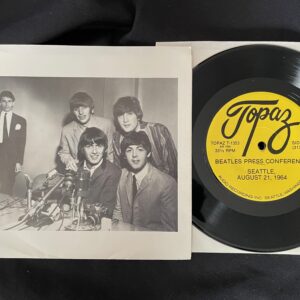 Topaz
TOPAZ T-1353
33⅓ RPM
BEATLES PRESS CONFERENCE
SEATTLE,
AUGUST 21, 1964